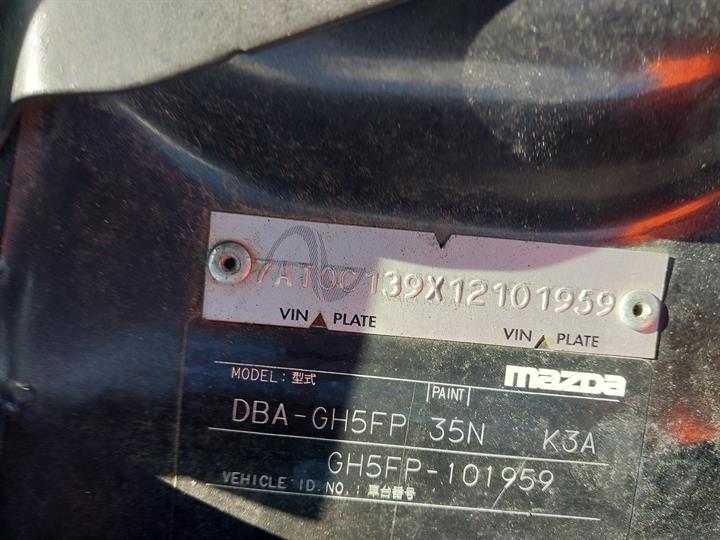 7AT0C139X12101959
VIN PLATE VIN PLATE
MODEL: 型式 PAINT mazda
DBA-GH5FP 35N K3A
GH5FP-101959
VEHICLE ID. NO.: 車台番号